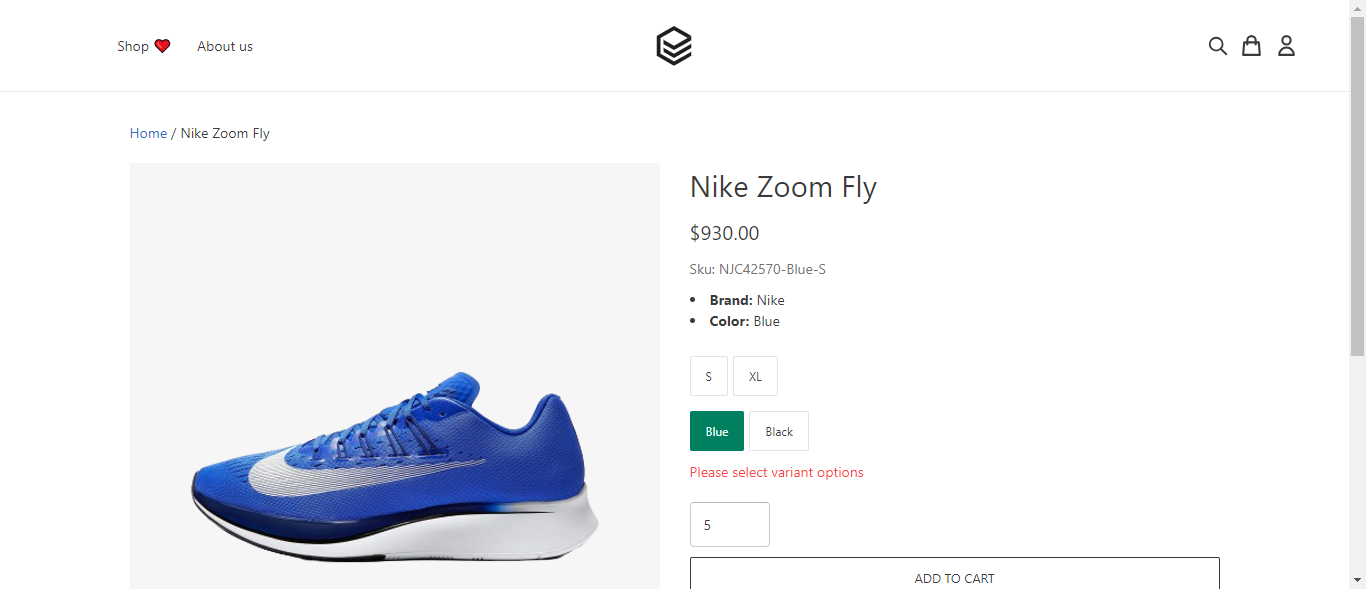 Shop ❤️ About us
Home / Nike Zoom Fly
Nike Zoom Fly
$930.00
Sku: NJC42570-Blue-S
Brand: Nike
Color: Blue
S XL
Blue Black
Please select variant options
5
ADD TO CART